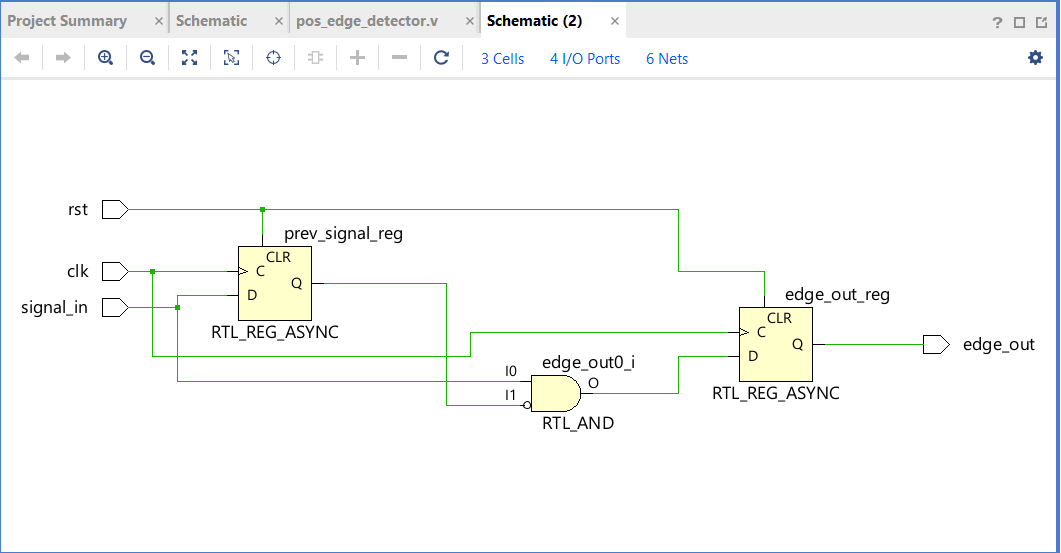 Project Summary × Schematic × pos_edge_detector.v × Schematic (2) × ?
3 Cells 4 I/O Ports 6 Nets
rst
prev_signal_reg
CLR
clk
C
Q
D
signal_in
RTL_REG_ASYNC
edge_out_reg
CLR
C
Q
D
edge_out
RTL_REG_ASYNC
edge_out0_i
I0
O
I1
RTL_AND